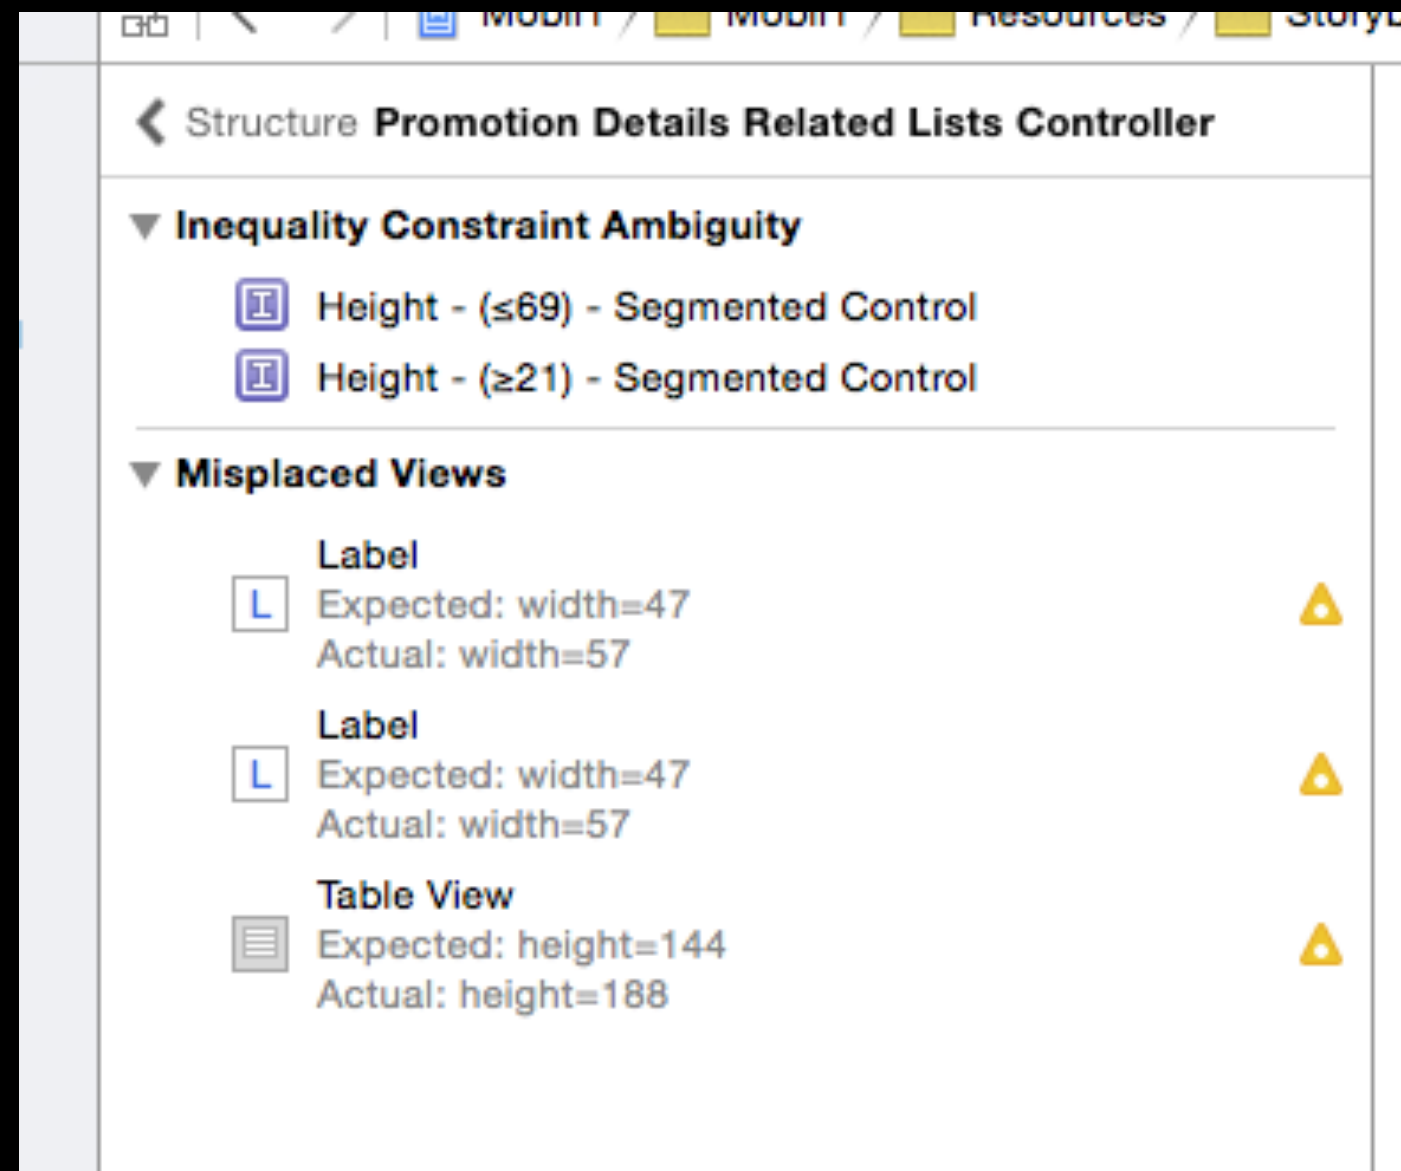 Resources
Structure Promotion Details Related Lists Controller
Inequality Constraint Ambiguity
Height - (≤69) - Segmented Control
Height - (≥21) - Segmented Control
Misplaced Views
Label
L
Expected: width=47
Actual: width=57
Label
L
Expected: width=47
Actual: width=57
Table View
Expected: height=144
Actual: height=188